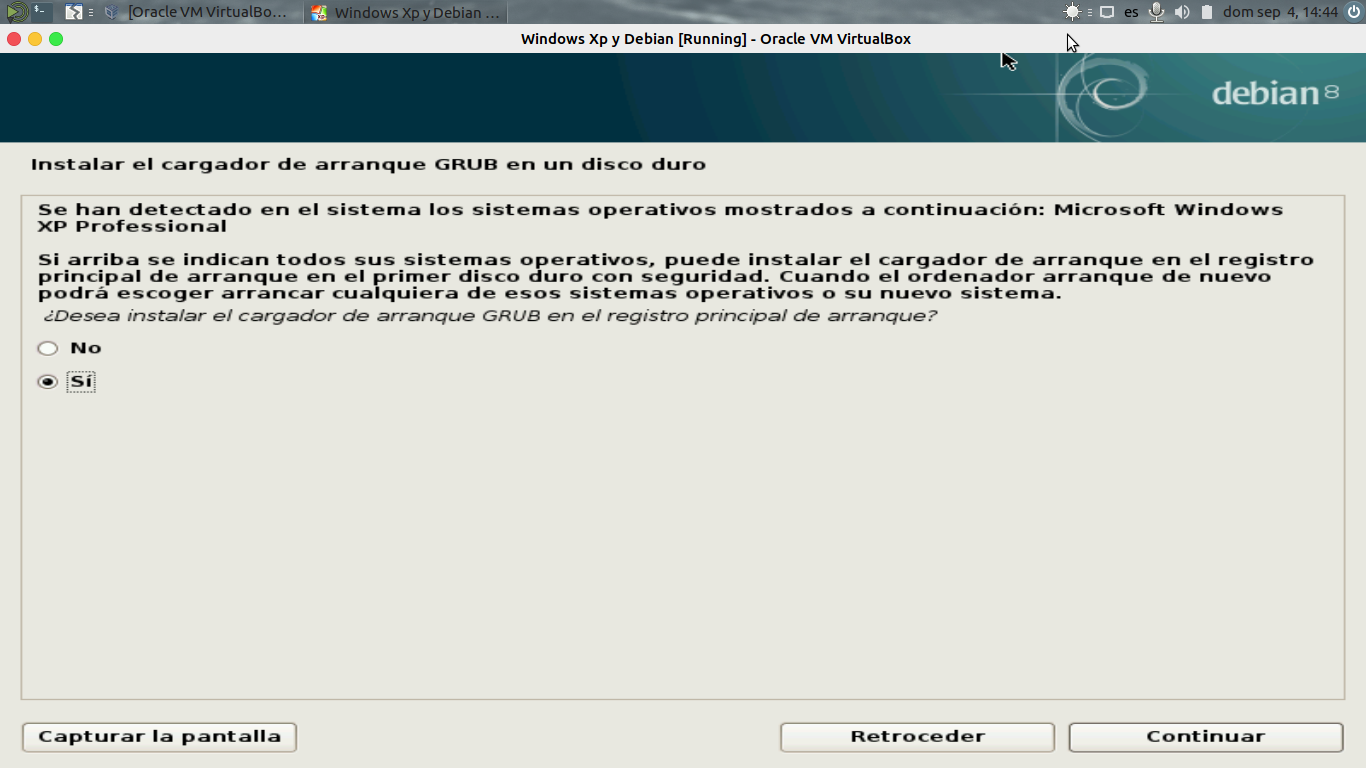 [Oracle VM VirtualBo...
Windows Xp y Debian ...
es
dom sep 4, 14:44
Windows Xp y Debian [Running] - Oracle VM VirtualBox
debian 8
Instalar el cargador de arranque GRUB en un disco duro
Se han detectado en el sistema los sistemas operativos mostrados a continuación: Microsoft Windows
XP Professional
Si arriba se indican todos sus sistemas operativos, puede instalar el cargador de arranque en el registro
principal de arranque en el primer disco duro con seguridad. Cuando el ordenador arranque de nuevo
podrá escoger arrancar cualquiera de esos sistemas operativos o su nuevo sistema.
¿Desea instalar el cargador de arranque GRUB en el registro principal de arranque?
No
Sí
Capturar la pantalla
Retroceder
Continuar